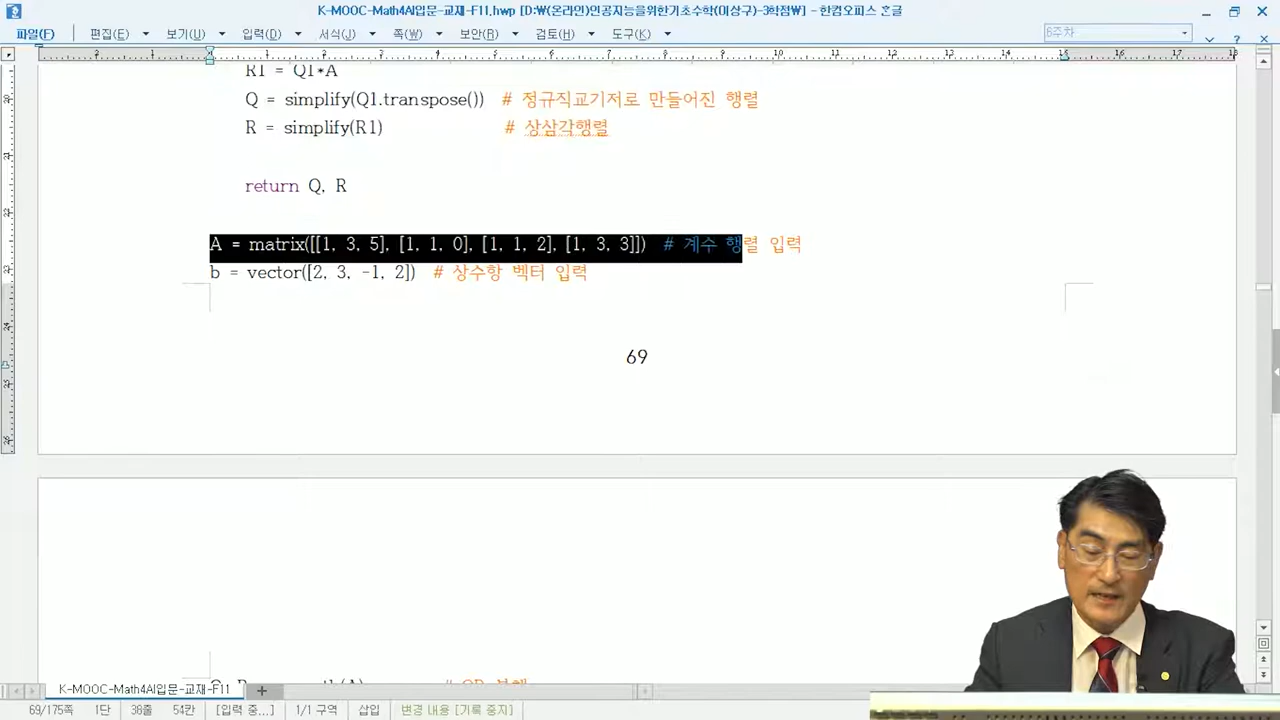 K-MOOC-Math4AI입문-교재-F11.hwp [D:₩(온라인)인공지능을위한기초수학(이상구)-3학점₩] - 한컴오피스 한글
파일(F) 편집(E) 보기(U) 입력(D) 서식(J) 쪽(W) 보안(B) 검토(H) 도구(K) 6주차
R1 = Q1*A
Q = simplify(Q1.transpose()) # 정규직교기저로 만들어진 행렬
R = simplify(R1) # 상삼각행렬
return Q, R
A = matrix([[1, 3, 5], [1, 1, 0], [1, 1, 2], [1, 3, 3]]) # 계수 행렬 입력
b = vector([2, 3, -1, 2]) # 상수항 벡터 입력
69
K-MOOC-Math4AI입문-교재-F11
69/175쪽 1단 38줄 54칸 [입력 중...] 1/1 구역 삽입 변경 내용 [기록 중지]